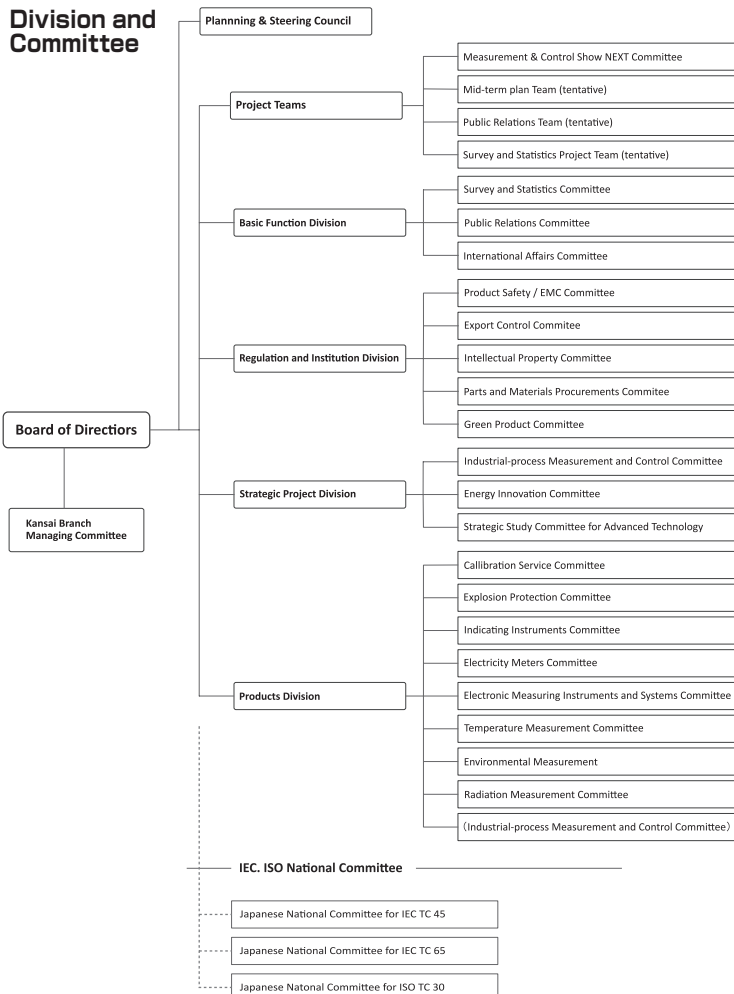 Division and
Committee
Plannning & Steering Council
Project Teams
Measurement & Control Show NEXT Committee
Mid-term plan Team (tentative)
Public Relations Team (tentative)
Survey and Statistics Project Team (tentative)
Basic Function Division
Survey and Statistics Committee
Public Relations Committee
International Affairs Committee
Regulation and Institution Division
Product Safety / EMC Committee
Export Control Commitee
Intellectual Property Committee
Parts and Materials Procurements Commitee
Green Product Committee
Board of Directiors
Kansai Branch
Managing Committee
Strategic Project Division
Industrial-process Measurement and Control Committee
Energy Innovation Committee
Strategic Study Committee for Advanced Technology
Products Division
Callibration Service Committee
Explosion Protection Committee
Indicating Instruments Committee
Electricity Meters Committee
Electronic Measuring Instruments and Systems Committee
Temperature Measurement Committee
Environmental Measurement
Radiation Measurement Committee
(Industrial-process Measurement and Control Committee)
IEC. ISO National Committee
Japanese National Committee for IEC TC 45
Japanese National Committee for IEC TC 65
Japanese Natonal Committee for ISO TC 30